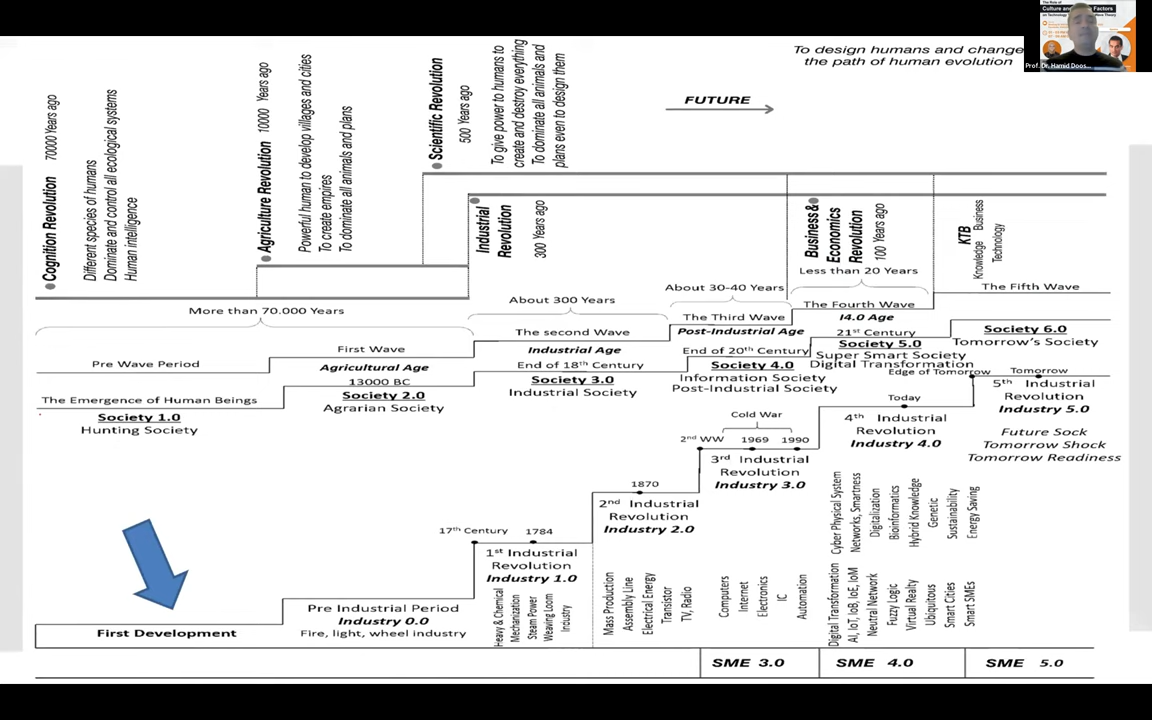 The Role of
Culture and Factors
on Technology Wave Theory
Prof. Dr. Hamid Doos...
To design humans and change
the path of human evolution
FUTURE
Cognition Revolution 70000 Years ago
Different species of humans
Dominate and control all ecological systems
Human intelligence
Agriculture Revolution 10000 Years ago
Powerful human to develop villages and cities
To create empires
To dominate all animals and plans
Scientific Revolution
500 Years ago
To give power to humans to
create and destroy everything
To dominate all animals and
plans even to design them
Industrial
Revolution
300 Years ago
Business&
Economics
Revolution
100 Years ago
KTB
Knowledge Business
Technology
More than 70.000 Years
About 300 Years
About 30-40 Years
Less than 20 Years
Pre Wave Period
First Wave
Agricultural Age
The second Wave
Industrial Age
The Third Wave
Post-Industrial Age
The Fourth Wave
I4.0 Age
The Fifth Wave
The Emergence of Human Beings
Society 1.0
Hunting Society
13000 BC
Society 2.0
Agrarian Society
End of 18th Century
Society 3.0
Industrial Society
End of 20th Century
Society 4.0
Information Society
Post-Industrial Society
21st Century
Society 5.0
Super Smart Society
Digital Transformation
Society 6.0
Tomorrow's Society
Edge of Tomorrow
Tomorrow
5th Industrial
Revolution
Industry 5.0
Future Sock
Tomorrow Shock
Tomorrow Readiness
Today
4th Industrial
Revolution
Industry 4.0
Cold War
2nd WW
1969
1990
3rd Industrial
Revolution
Industry 3.0
1870
2nd Industrial
Revolution
Industry 2.0
17th Century
1784
1st Industrial
Revolution
Industry 1.0
Pre Industrial Period
Industry 0.0
Fire, light, wheel industry
First Development
Heavy & Chemical
Mechanization
Steam Power
Weaving Loom
Industry
Mass Production
Assembly Line
Electrical Energy
Transistor
TV, Radio
Computers
Internet
Electronics
IC
Automation
Digital Transformation Cyber Physical System
AI, IoT, IoB, IoE, IoM Networks, Smartness
Neutral Network Digitalization
Fuzzy Logic Bioinformatics
Virtual Realty Hybrid Knowledge
Ubiquitous Genetic
Smart Cities Sustainability
Smart SMEs Energy Saving
SME 3.0
SME 4.0
SME 5.0